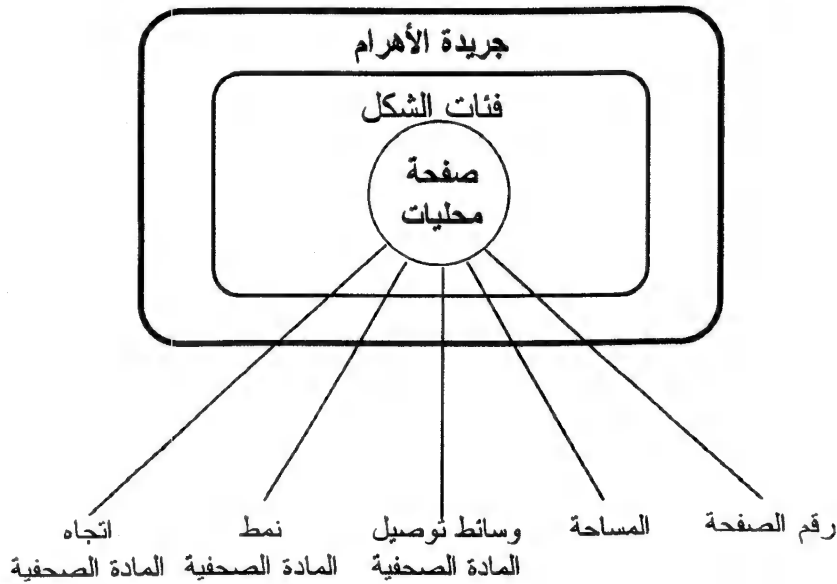 جريدة الأهرام
فئات الشكل
صفحة
محليات
رقم الصفحة
المساحة
وسائط توصيل
المادة الصحفية
نمط
المادة الصحفية
اتجاه
المادة الصحفية